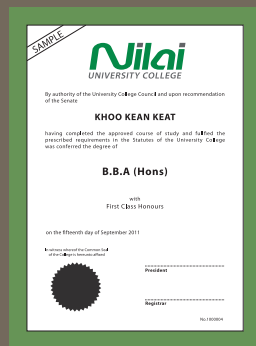 SAMPLE
Nilai
UNIVERSITY COLLEGE
By authority of the University College Council and upon recommendation
of the Senate
KHOO KEAN KEAT
having completed the approved course of study and fulfilled the
prescribed requirements in the Statutes of the University College
was conferred the degree of
B.B.A (Hons)
with
First Class Honours
on the fifteenth day of September 2011
In witness whereof the Common Seal
of the College is hereunto affixed
President
Registrar
No.1000004